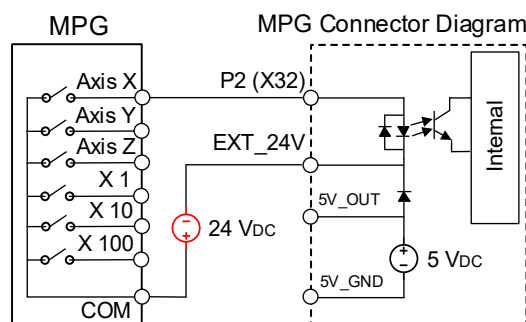 MPG
MPG Connector Diagram
Axis X
P2 (X32)
Axis Y
Axis Z
EXT_24V
X 1
5V_OUT
X 10
24 VDC
X 100
5 VDC
5V_GND
COM
Internal